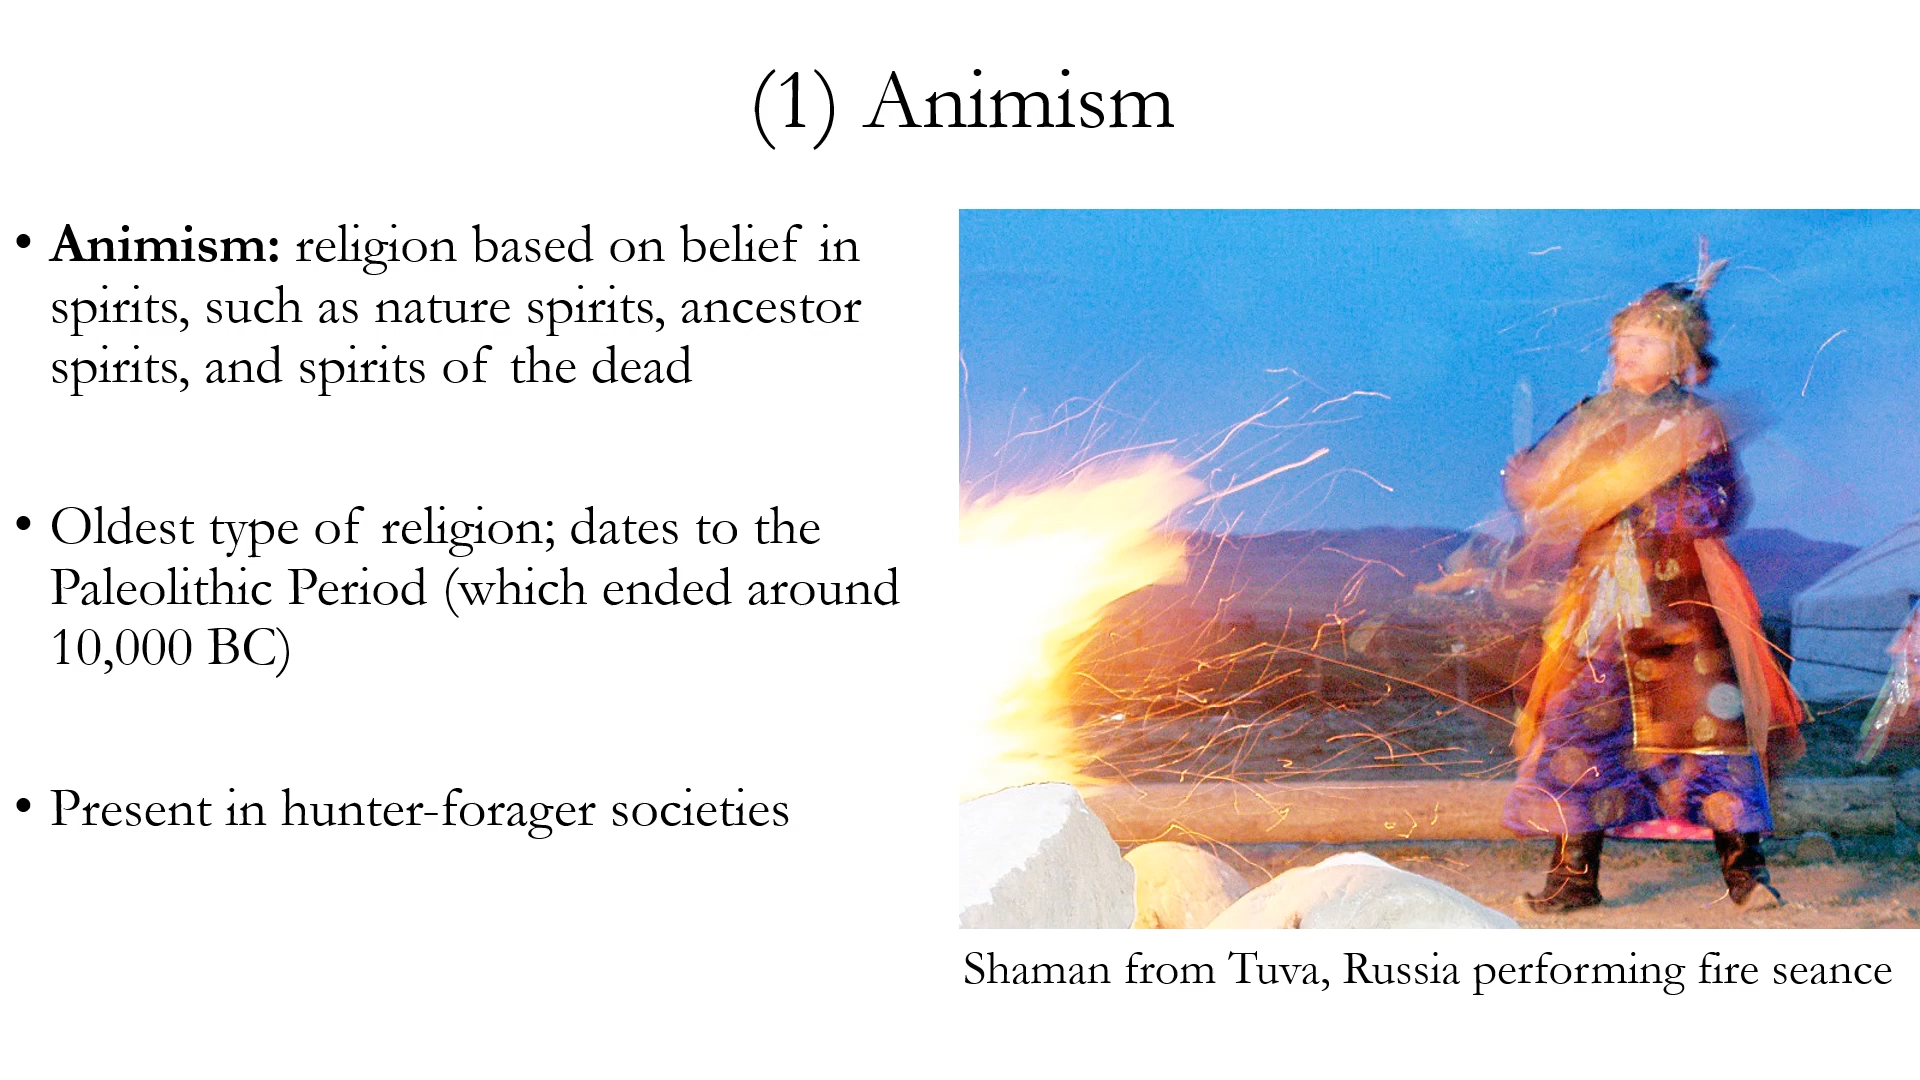 (1) Animism
• Animism: religion based on belief in
spirits, such as nature spirits, ancestor
spirits, and spirits of the dead
• Oldest type of religion; dates to the
Paleolithic Period (which ended around
10,000 BC)
• Present in hunter-forager societies
Shaman from Tuva, Russia performing fire seance